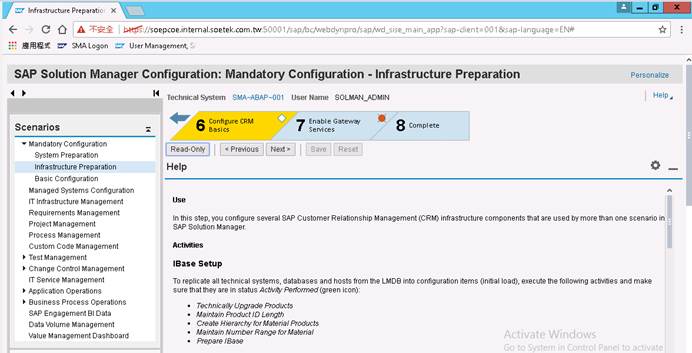 Infrastructure Preparation
不安全 https://soepcoe.internal.soetek.com.tw:50001/sap/bc/webdynpro/sap/wd_sise_main_app?sap-client=001&sap-language=EN#
應用程式 SMA Logon User Management, S
SAP Solution Manager Configuration: Mandatory Configuration - Infrastructure Preparation
Personalize
Technical System SMA-ABAP-001 User Name SOLMAN_ADMIN
Help
6 Configure CRM Basics
7 Enable Gateway Services
8 Complete
Read-Only < Previous Next > Save Reset
Scenarios
Mandatory Configuration
System Preparation
Infrastructure Preparation
Basic Configuration
Managed Systems Configuration
IT Infrastructure Management
Requirements Management
Project Management
Process Management
Custom Code Management
Test Management
Change Control Management
IT Service Management
Application Operations
Business Process Operations
SAP Engagement BI Data
Data Volume Management
Value Management Dashboard
Help
Use
In this step, you configure several SAP Customer Relationship Management (CRM) infrastructure components that are used by more than one scenario in
SAP Solution Manager.
Activities
IBase Setup
To replicate all technical systems, databases and hosts from the LMDB into configuration items (initial load), execute the following activities and make
sure that they are in status Activity Performed (green icon):
• Technically Upgrade Products
• Maintain Product ID Length
• Create Hierarchy for Material Products
• Maintain Number Range for Material
• Prepare IBase
Activate Windows
Go to System in Control Panel to activate